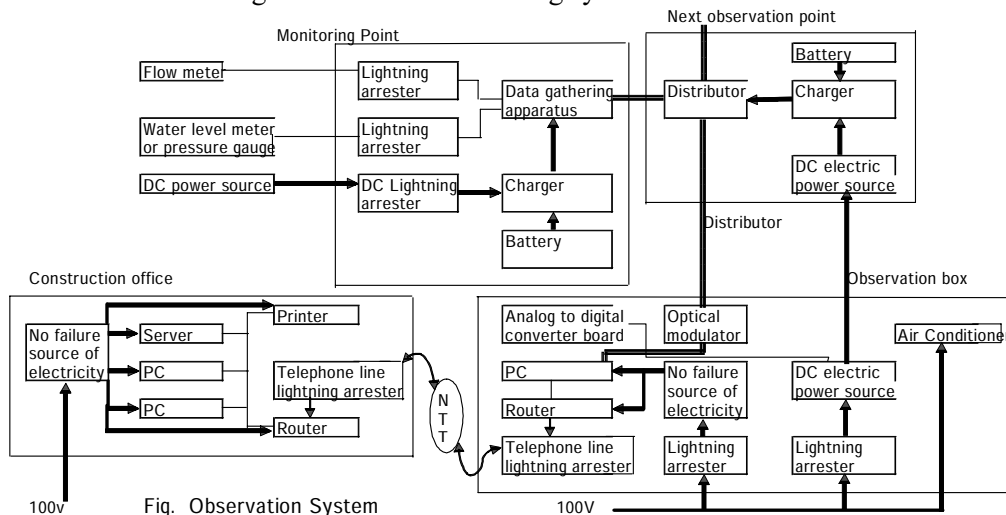 Next observation point
Monitoring Point
Battery
Flow meter
Lightning
arrester
Data gathering
apparatus
Distributor
Charger
Water level meter
or pressure gauge
Lightning
arrester
DC electric
power source
DC power source
DC Lightning
arrester
Charger
Battery
Distributor
Construction office
Observation box
Printer
Analog to digital
converter board
Optical
modulator
Air Conditioner
No failure
source of
electricity
Server
PC
PC
Telephone line
lightning arrester
Router
N
T
T
PC
Router
No failure
source of
electricity
DC electric
power source
Telephone line
lightning arrester
Lightning
arrester
Lightning
arrester
100v
Fig. Observation System
100V